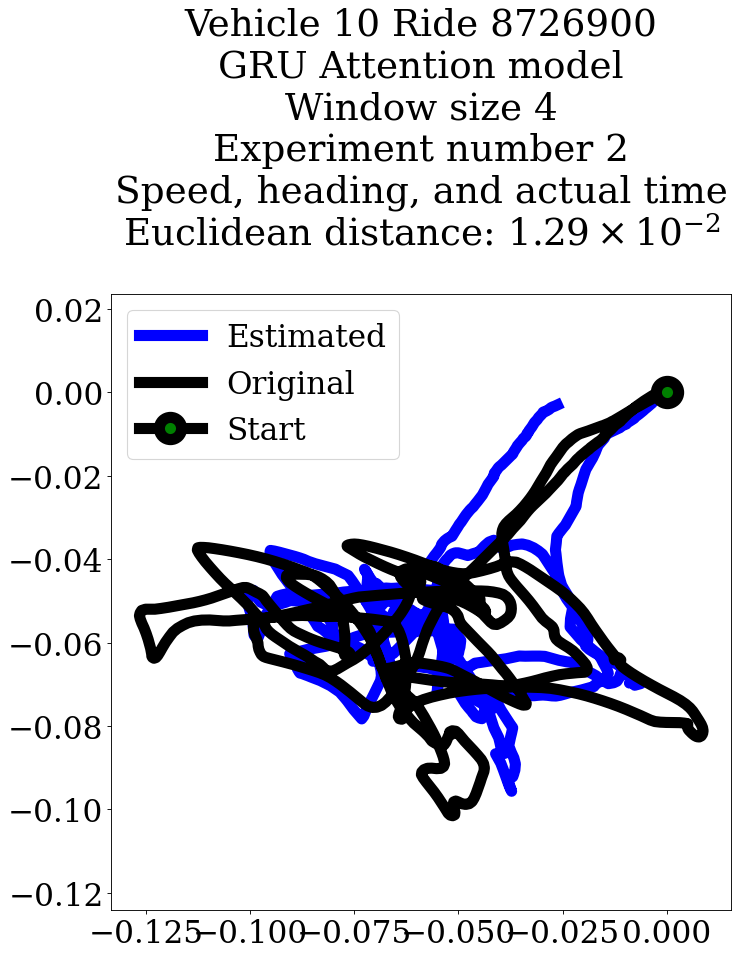 Vehicle 10 Ride 8726900
GRU Attention model
Window size 4
Experiment number 2
Speed, heading, and actual time
Euclidean distance: 1.29 × 10⁻²
Estimated
Original
Start
0.02
0.00
−0.02
−0.04
−0.06
−0.08
−0.10
−0.12
−0.125 −0.100 −0.075 −0.050 −0.025 0.000